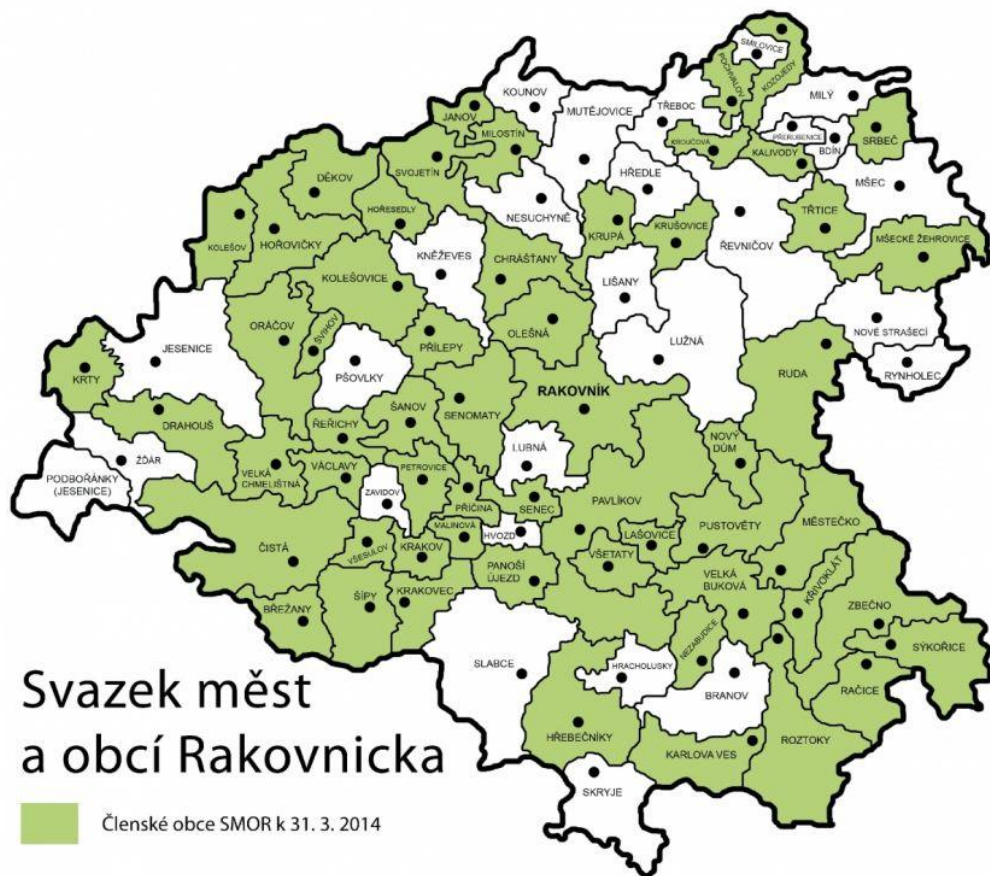 SMILOVICE
POCHVALOV
KOZOJEDY
KOUNOV
MUTĚJOVICE
TŘEBOC
MILÝ
JANOV
MILOSTÍN
KROUČOVÁ
PŘERUBENICE
BDÍN
SRBEČ
KALIVODY
SVOJETÍN
DĚKOV
HŘEDLE
MŠEC
NESUCHYNĚ
HOŘESEDLY
KOLEŠOV
HOŘOVIČKY
KRUPÁ
KRUŠOVICE
ŘEVNIČOV
TŘTICE
MŠECKÉ ŽEHROVICE
KNĚŽEVES
CHRÁŠŤANY
KOLEŠOVICE
LIŠANY
ORÁČOV
ŠVIHOV
OLEŠNÁ
NOVÉ STRAŠECÍ
JESENICE
PŘÍLEPY
LUŽNÁ
PŠOVLKY
RUDA
RYNHOLEC
KRTY
RAKOVNÍK
DRAHOUŠ
ŠANOV
SENOMATY
ŘEŘICHY
LUBNÁ
NOVÝ
DŮM
ŽĎÁR
PODBOŘÁNKY
(JESENICE)
VELKÁ
CHMELIŠTNÁ
VÁCLAVY
PETROVICE
ZAVIDOV
PŘÍČINA
SENEC
PAVLÍKOV
MALINOVÁ
HVOZD
LAŠOVICE
PUSTOVĚTY
MĚSTEČKO
ČISTÁ
VŠESULOV
KRAKOV
PANOŠÍ
ÚJEZD
VŠETATY
VELKÁ
BUKOVÁ
KŘIVOKLÁT
BŘEŽANY
ŠÍPY
KRAKOVEC
ZBEČNO
NEZABUDICE
SÝKOŘICE
SLABCE
HRACHOLUSKY
BRANOV
RAČICE
HŘEBEČNÍKY
KARLOVA VES
ROZTOKY
SKRYJE
Svazek měst
a obcí Rakovnicka
Členské obce SMOR k 31. 3. 2014